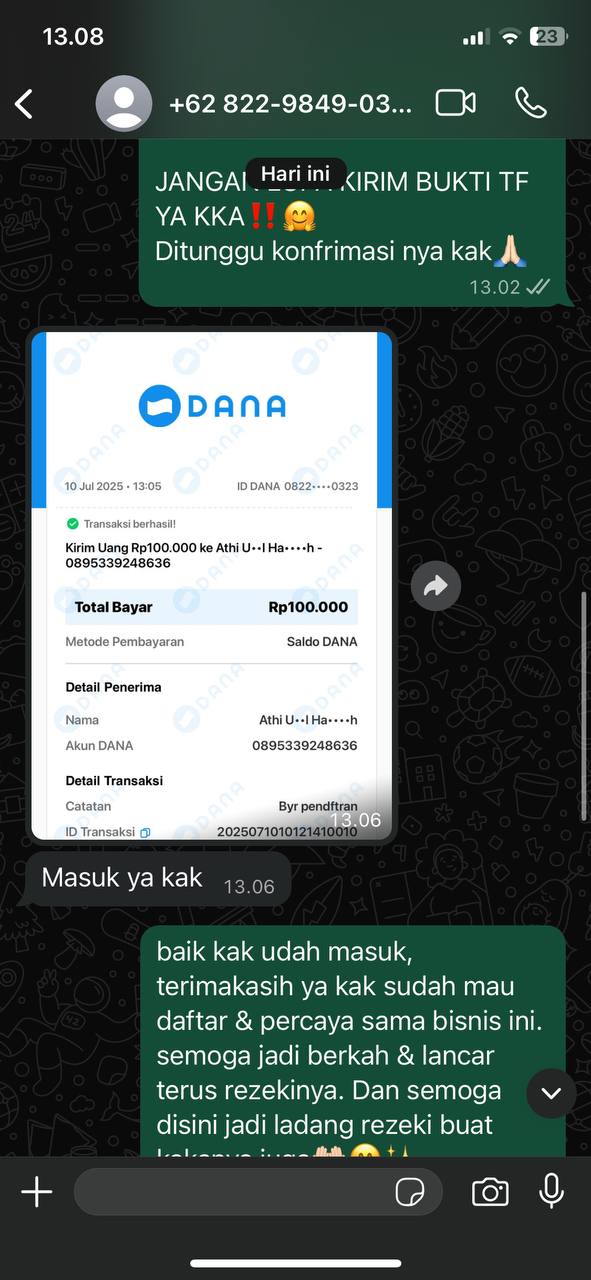 13.08
23
+62 822-9849-03...
Hari ini
JANGAN KIRIM BUKTI TF
YA KKA‼️🤗
Ditunggu konfrimasi nya kak🙏🏻
13.02
DANA
10 Jul 2025 • 13:05 ID DANA 0822••••0323
Transaksi berhasil!
Kirim Uang Rp100.000 ke Athi U••l Ha••••h -
0895339248636
Total Bayar Rp100.000
Metode Pembayaran Saldo DANA
Detail Penerima
Nama Athi U••l Ha••••h
Akun DANA 0895339248636
Detail Transaksi
Catatan Byr pendftran
13.06
ID Transaksi 2025071010121410010
Masuk ya kak 13.06
baik kak udah masuk,
terimakasih ya kak sudah mau
daftar & percaya sama bisnis ini.
semoga jadi berkah & lancar
terus rezekinya. Dan semoga
disini jadi ladang rezeki buat